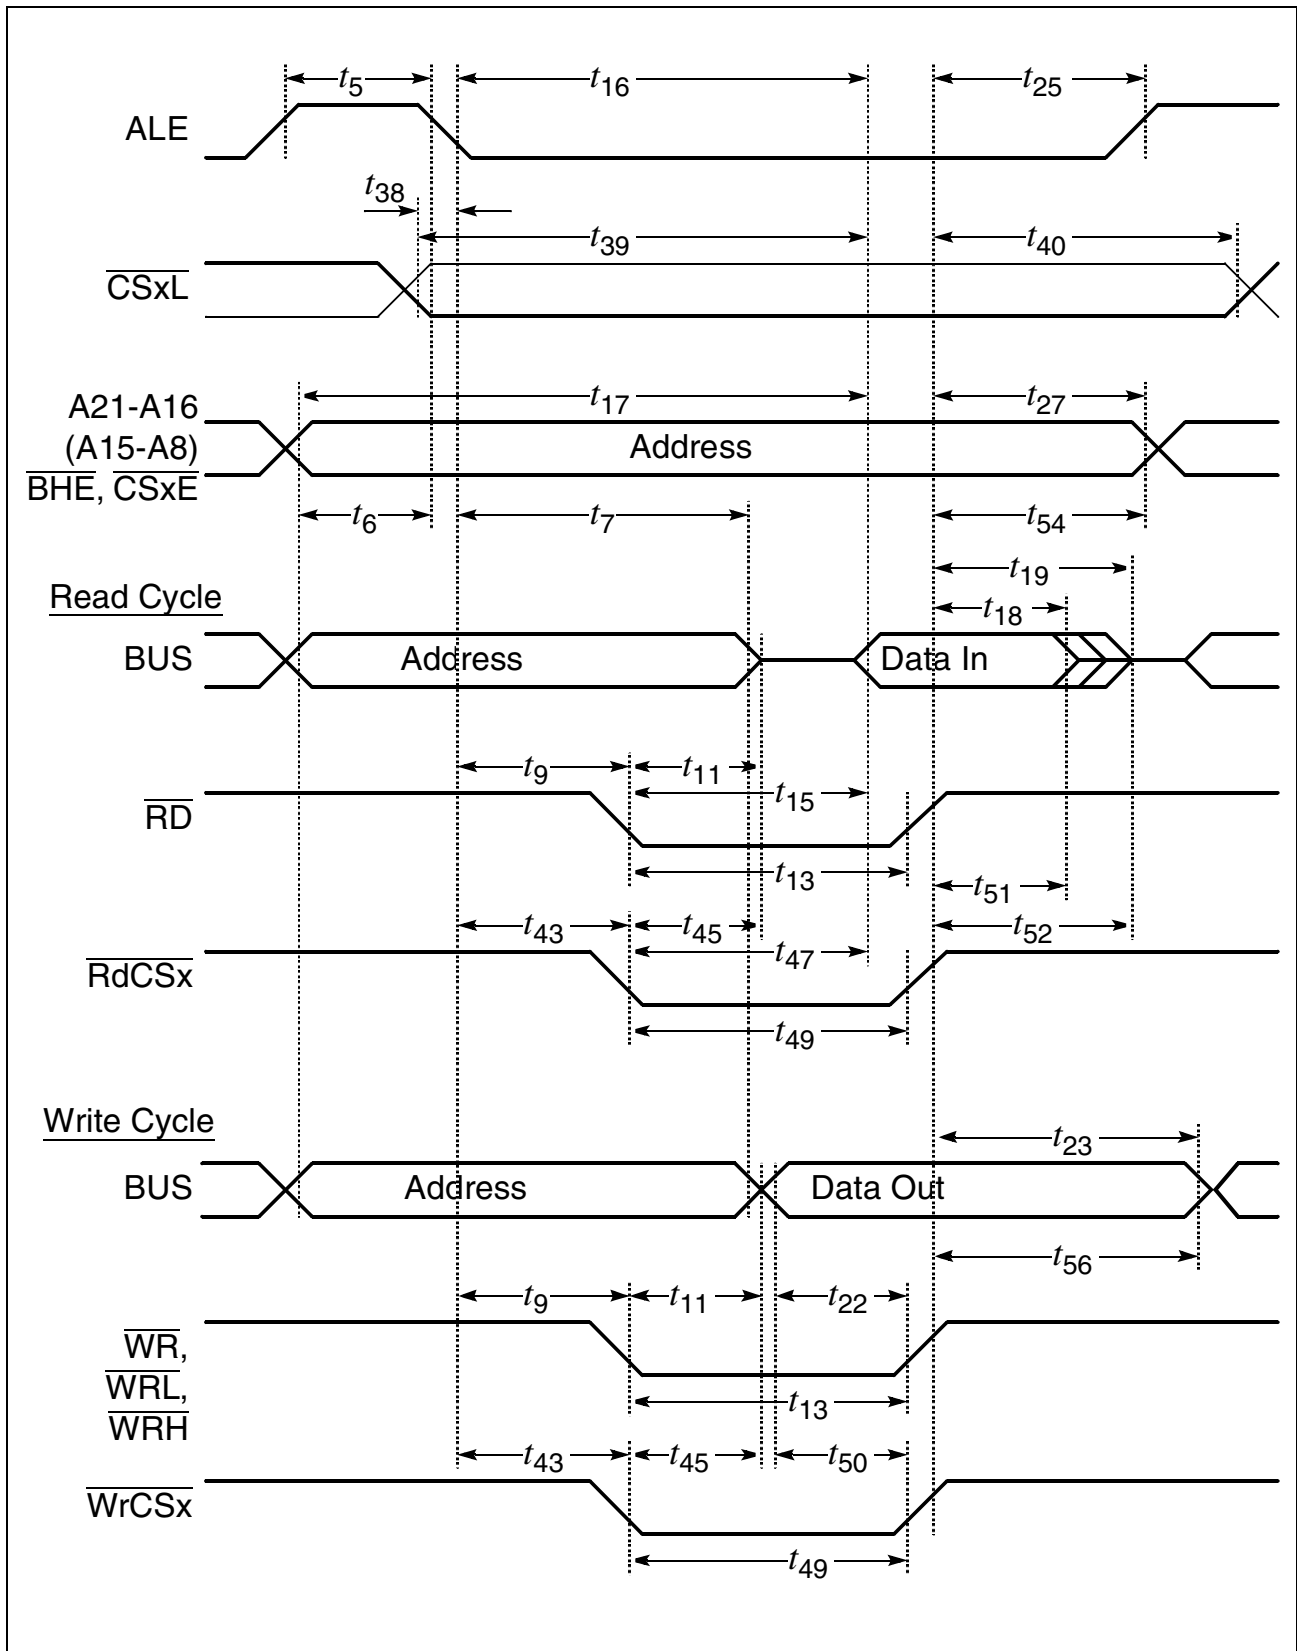 t5 t16 t25
ALE
t38
t39 t40
CSxL
t17 t27
A21-A16
(A15-A8)
BHE, CSxE
Address
t6 t7 t54
t19
Read Cycle
t18
BUS Address Data In
t9 t11
t15
RD
t13
t51
t43 t45 t52
t47
RdCSx
t49
Write Cycle
t23
BUS Address Data Out
t56
t9 t11 t22
WR,
WRL,
t13
WRH
t43 t45 t50
WrCSx
t49